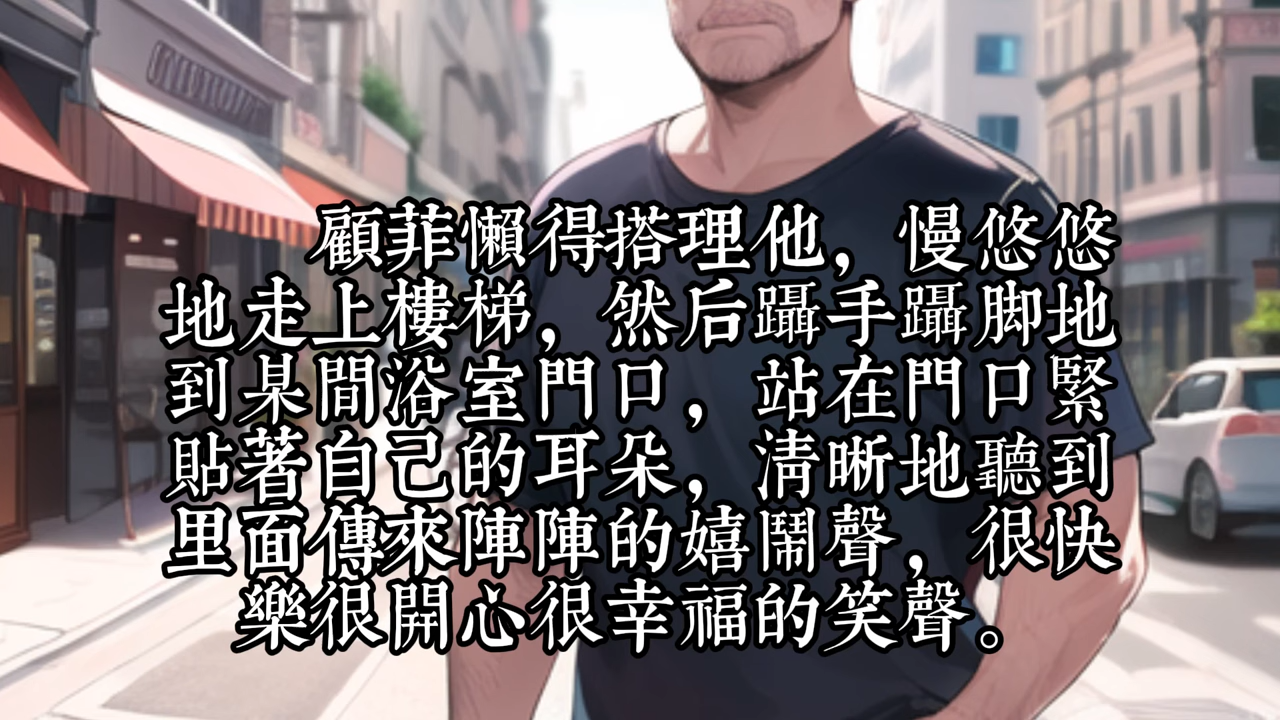 顧菲懶得搭理他，慢悠悠
地走上樓梯，然后躡手躡脚地
到某間浴室門口，站在門口緊
貼著自己的耳朵，清晰地聽到
里面傳來陣陣的嬉鬧聲，很快
樂很開心很幸福的笑聲。